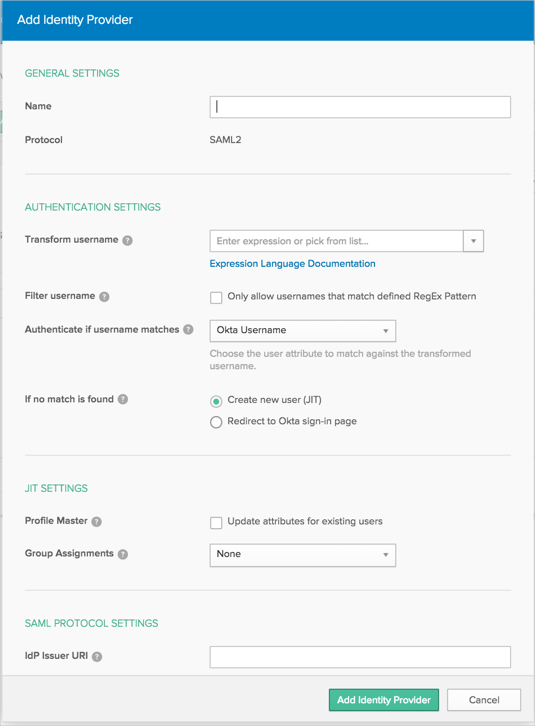 Add Identity Provider
GENERAL SETTINGS
Name
Protocol SAML2
AUTHENTICATION SETTINGS
Transform username ? Enter expression or pick from list...
Expression Language Documentation
Filter username ? Only allow usernames that match defined RegEx Pattern
Authenticate if username matches ? Okta Username
Choose the user attribute to match against the transformed
username.
If no match is found ? Create new user (JIT)
Redirect to Okta sign-in page
JIT SETTINGS
Profile Master ? Update attributes for existing users
Group Assignments ? None
SAML PROTOCOL SETTINGS
IdP Issuer URI ?
Add Identity Provider Cancel